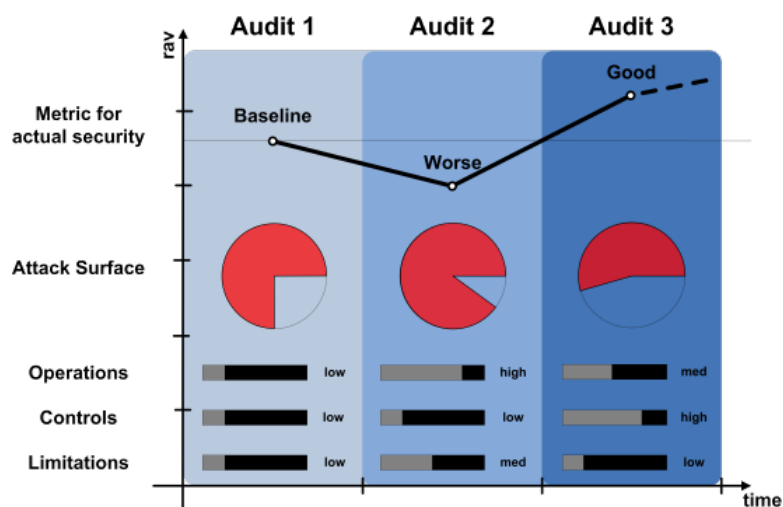 Audit 1 Audit 2 Audit 3
rav
Good
Metric for
actual security
Baseline
Worse
Attack Surface
Operations low high med
Controls low low high
Limitations low med low
time